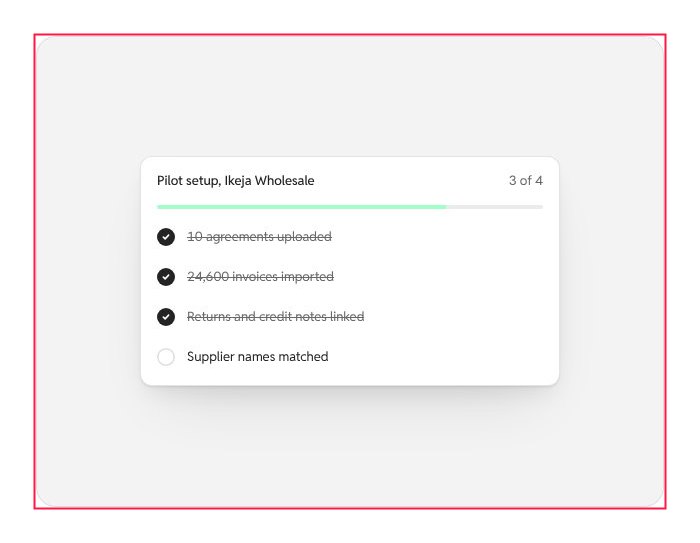 Pilot setup, Ikeja Wholesale 3 of 4
10 agreements uploaded
24,600 invoices imported
Returns and credit notes linked
Supplier names matched